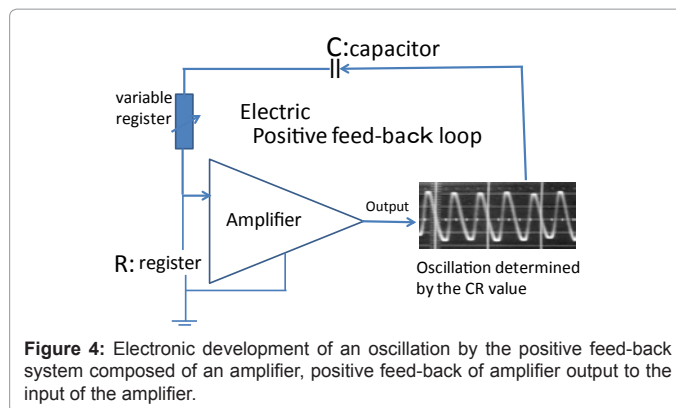 C:capacitor
variable
register
Electric
Positive feed-back loop
Amplifier
Output
R: register
Oscillation determined
by the CR value
Figure 4: Electronic development of an oscillation by the positive feed-back
system composed of an amplifier, positive feed-back of amplifier output to the
input of the amplifier.